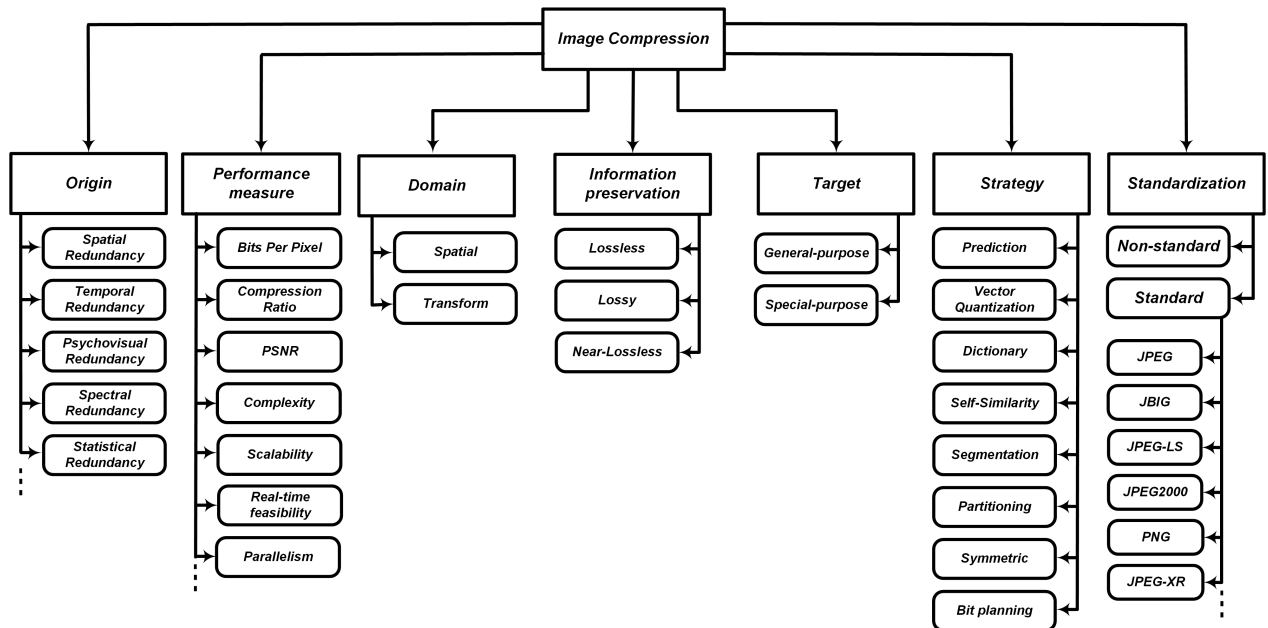 Image Compression
Origin
Spatial
Redundancy
Temporal
Redundancy
Psychovisual
Redundancy
Spectral
Redundancy
Statistical
Redundancy
Performance
measure
Bits Per Pixel
Compression
Ratio
PSNR
Complexity
Scalability
Real-time
feasibility
Parallelism
Domain
Spatial
Transform
Information
preservation
Lossless
Lossy
Near-Lossless
Target
General-purpose
Special-purpose
Strategy
Prediction
Vector
Quantization
Dictionary
Self-Similarity
Segmentation
Partitioning
Symmetric
Bit planning
Standardization
Non-standard
Standard
JPEG
JBIG
JPEG-LS
JPEG2000
PNG
JPEG-XR